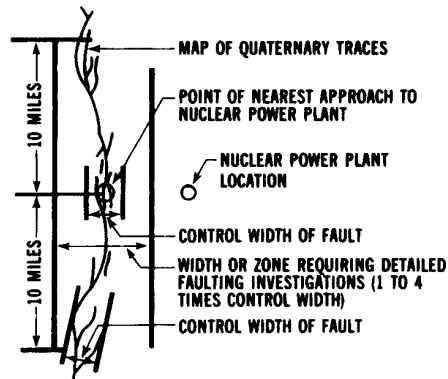 MAP OF QUATERNARY TRACES
10 MILES
POINT OF NEAREST APPROACH TO
NUCLEAR POWER PLANT
NUCLEAR POWER PLANT
LOCATION
CONTROL WIDTH OF FAULT
10 MILES
WIDTH OR ZONE REQUIRING DETAILED
FAULTING INVESTIGATIONS (1 TO 4
TIMES CONTROL WIDTH)
CONTROL WIDTH OF FAULT